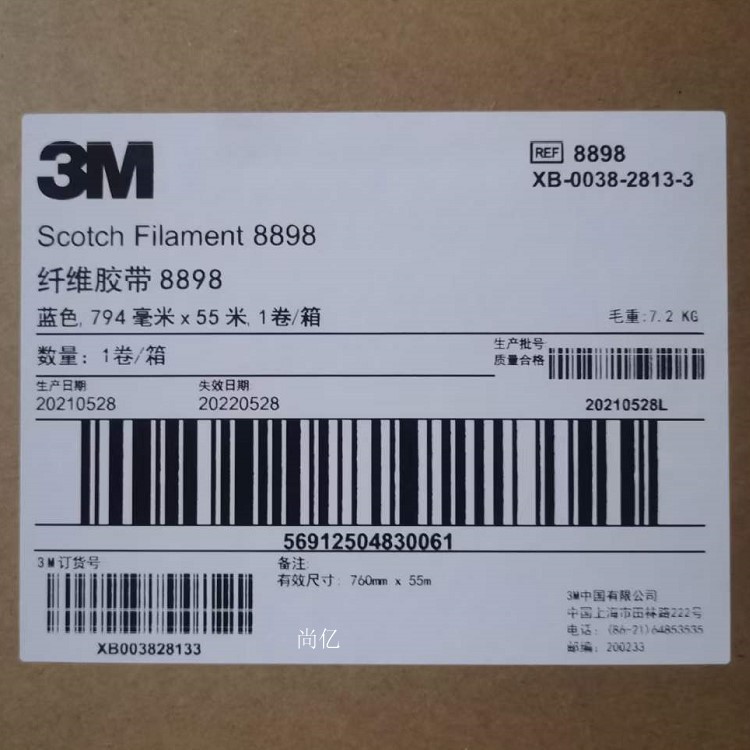 3M
REF 8898
XB-0038-2813-3
Scotch Filament 8898
纤维胶带 8898
蓝色, 794 毫米 x 55 米, 1卷/箱
毛重:7.2 KG
数量: 1卷/箱
生产批号
质量合格
生产日期 失效日期
20210528 20220528
20210528L
56912504830061
3M订货号
备注:
有效尺寸: 760mm x 55m
XB003828133
尚亿
3M中国有限公司
中国上海市田林路222号
电话: (86-21)64853535
邮编: 200233